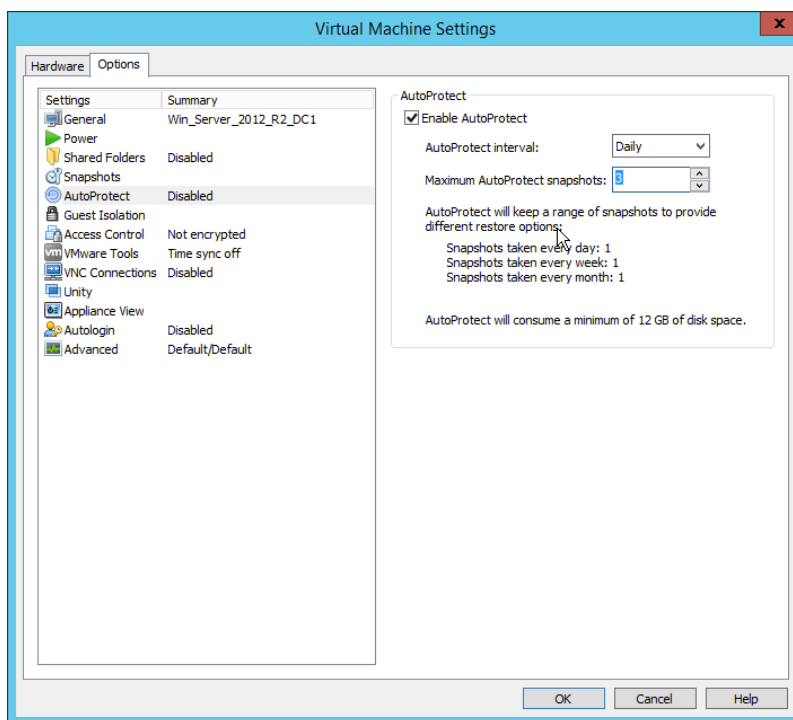 Virtual Machine Settings
x
Hardware
Options
Settings Summary
General Win_Server_2012_R2_DC1
Power
Shared Folders Disabled
Snapshots
AutoProtect Disabled
Guest Isolation
Access Control Not encrypted
vm VMware Tools Time sync off
VNC Connections Disabled
Unity
Appliance View
Autologin Disabled
Advanced Default/Default
AutoProtect
Enable AutoProtect
AutoProtect interval: Daily
Maximum AutoProtect snapshots: 3
AutoProtect will keep a range of snapshots to provide
different restore options:
Snapshots taken every day: 1
Snapshots taken every week: 1
Snapshots taken every month: 1
AutoProtect will consume a minimum of 12 GB of disk space.
OK Cancel Help